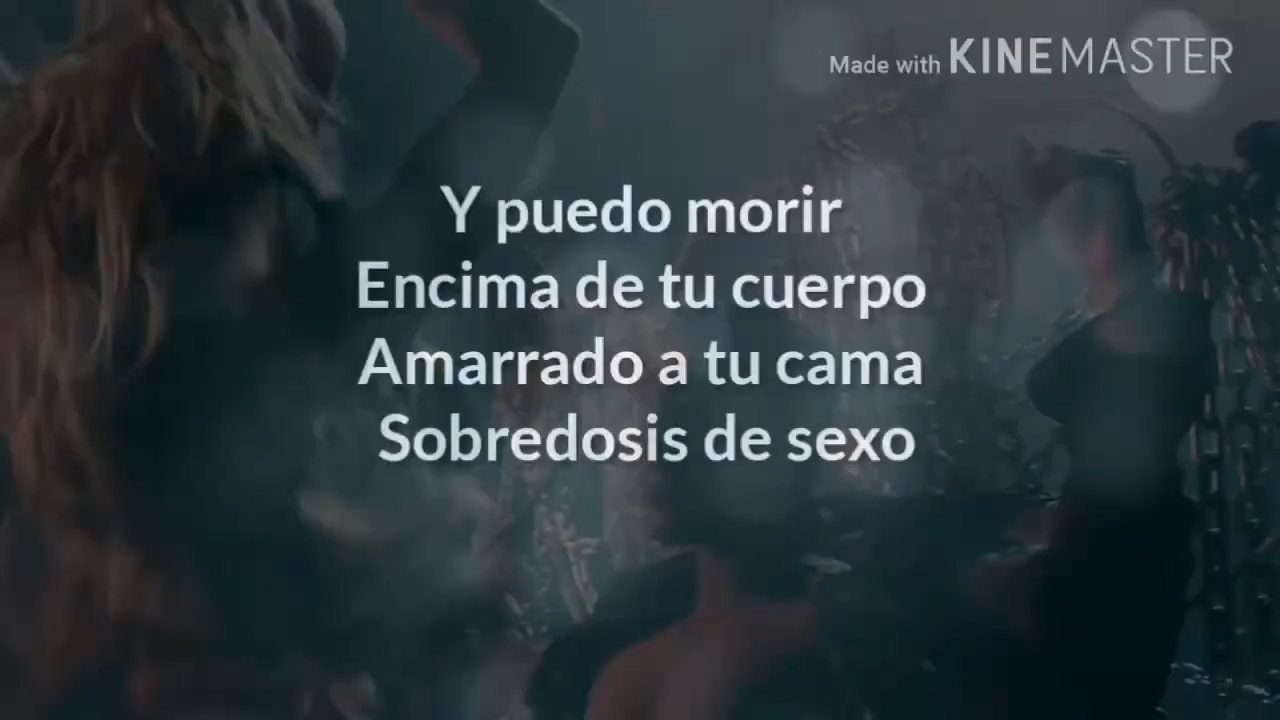 Made with KINEMASTER
Y puedo morir
Encima de tu cuerpo
Amarrado a tu cama
Sobredosis de sexo